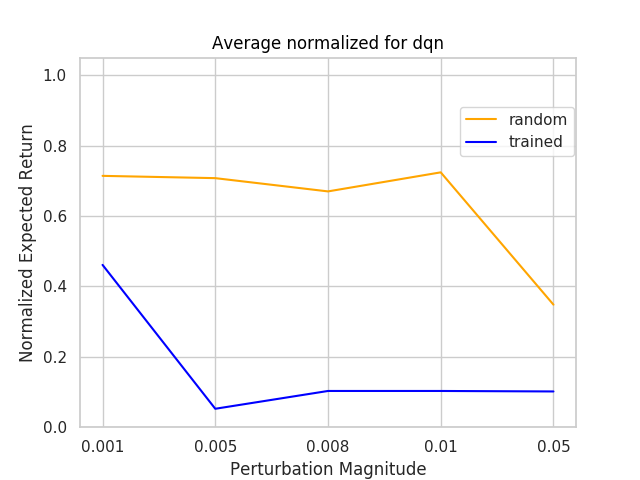 Average normalized for dqn
1.0
0.8
0.6
0.4
0.2
0.0
Normalized Expected Return
random
trained
0.001 0.005 0.008 0.01 0.05
Perturbation Magnitude